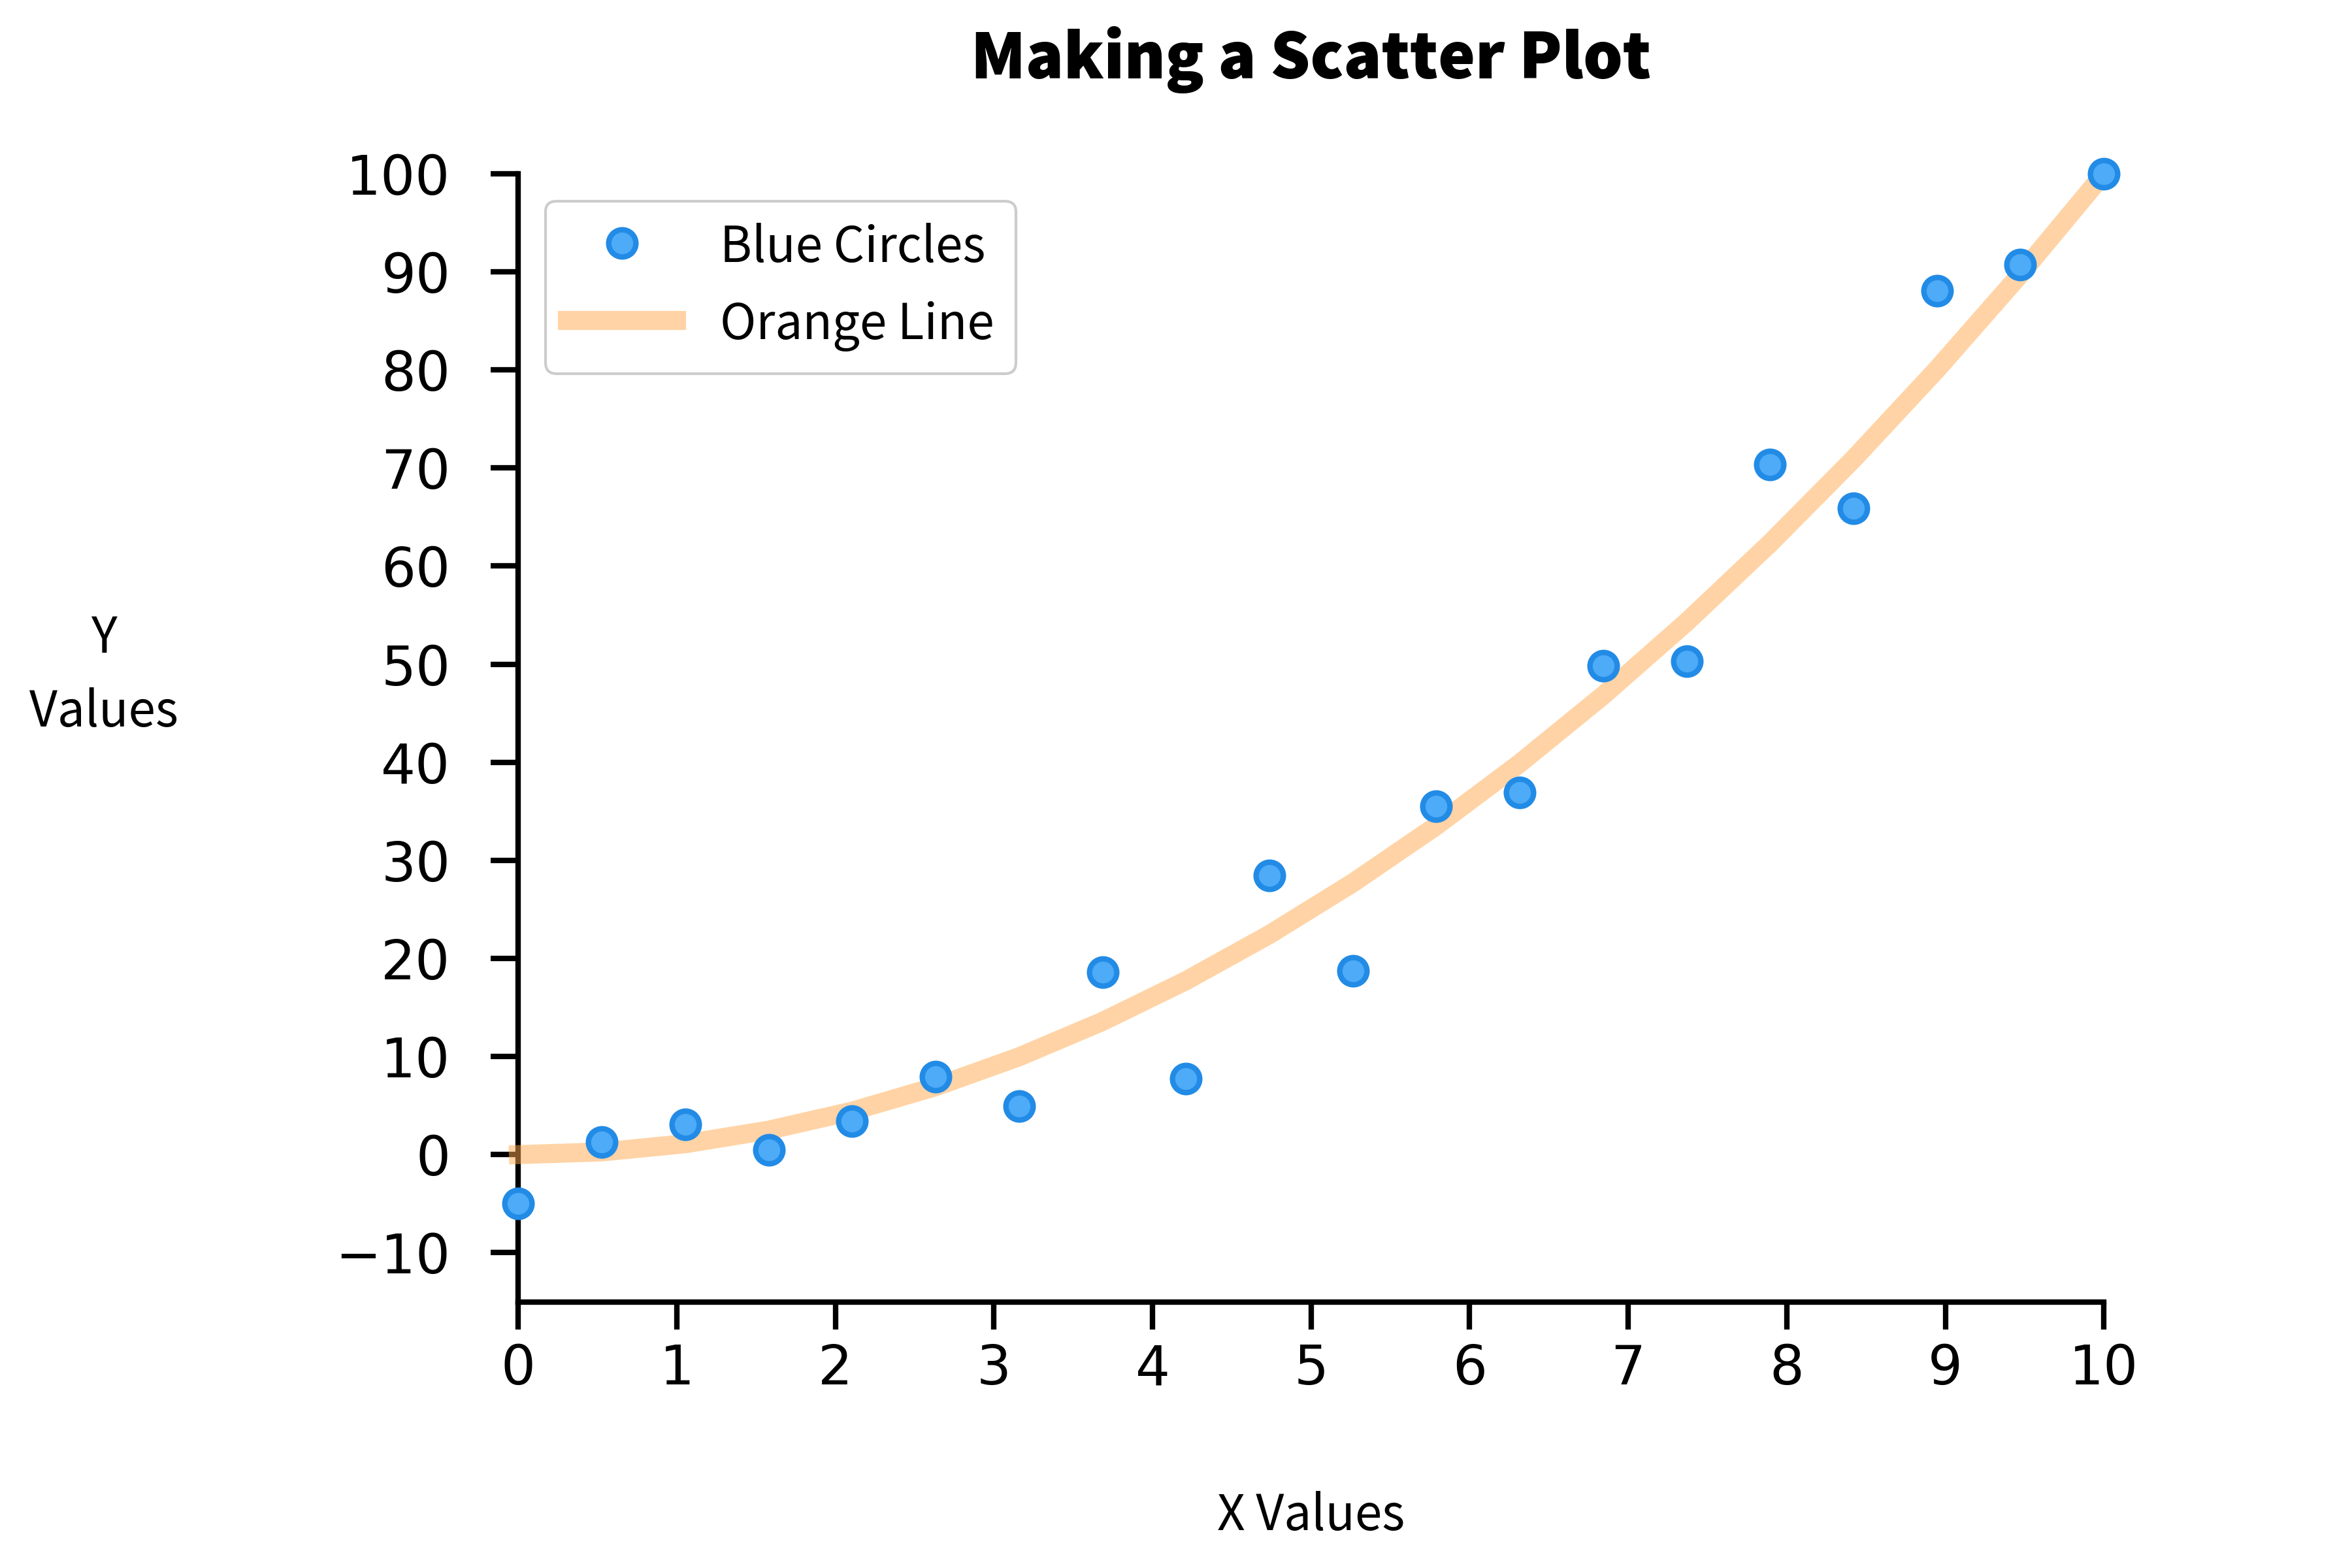 Making a Scatter Plot
100
90
80
70
60
50
40
30
20
10
0
−10
Blue Circles
Orange Line
Y
Values
0 1 2 3 4 5 6 7 8 9 10
X Values